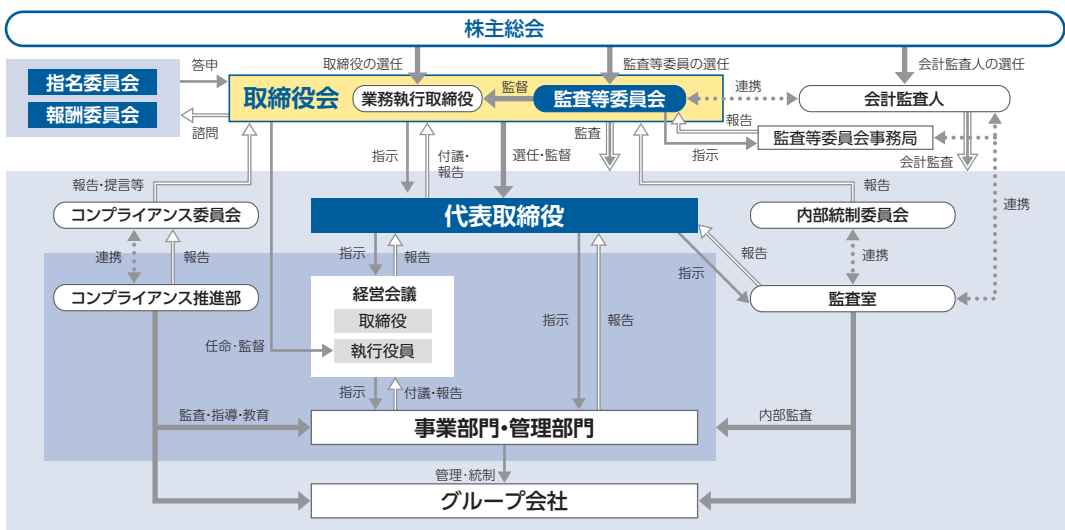 株主総会
答申
取締役の選任
監査等委員の選任
会計監査人の選任
指名委員会
報酬委員会
諮問
取締役会
業務執行取締役
監督
監査等委員会
連携
会計監査人
報告
監査等委員会事務局
指示
付議・
報告
選任・監督
監査
指示
会計監査
報告・提言等
報告
コンプライアンス委員会
代表取締役
内部統制委員会
連携
連携
報告
指示
報告
報告
指示
連携
コンプライアンス推進部
経営会議
取締役
執行役員
監査室
任命・監督
指示
報告
指示
付議・報告
監査・指導・教育
事業部門・管理部門
内部監査
管理・統制
グループ会社